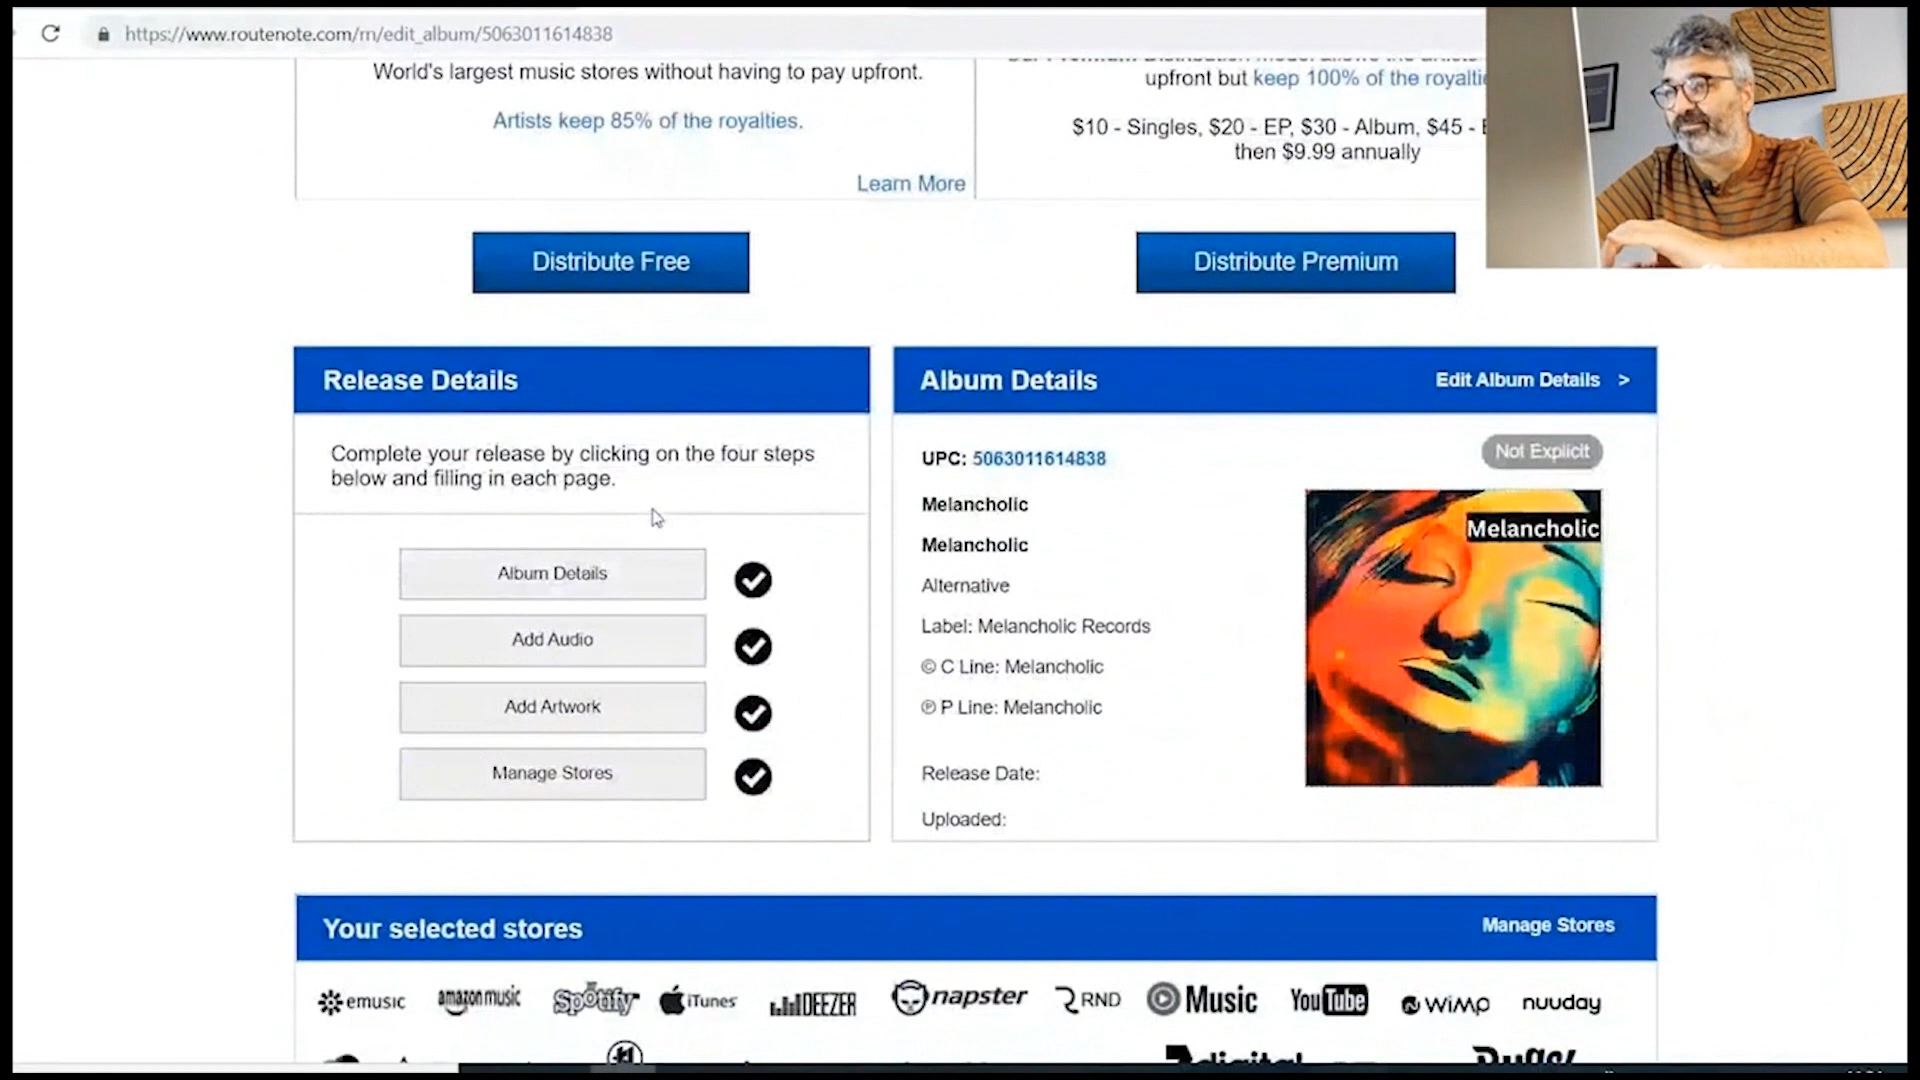 https://www.routenote.com/rn/edit_album/5063011614838
World's largest music stores without having to pay upfront.
Artists keep 85% of the royalties.
Learn More
upfront but keep 100% of the royaltie
$10 - Singles, $20 - EP, $30 - Album, $45 -
then $9.99 annually
Distribute Free
Distribute Premium
Release Details
Complete your release by clicking on the four steps
below and filling in each page.
Album Details
Add Audio
Add Artwork
Manage Stores
Album Details
Edit Album Details >
UPC: 5063011614838
Not Explicit
Melancholic
Melancholic
Alternative
Label: Melancholic Records
© C Line: Melancholic
℗ P Line: Melancholic
Release Date:
Uploaded:
Melancholic
Your selected stores
Manage Stores
emusic
amazon music
Spotify
iTunes
DEEZER
napster
RND
Music
YouTube
WiMP
nuuday
7digital